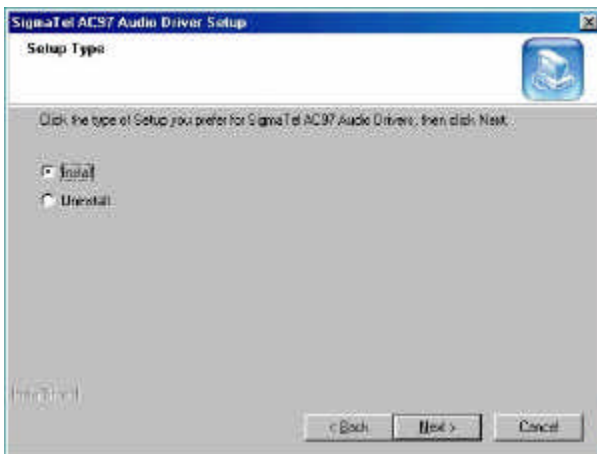 SigmaTel AC97 Audio Driver Setup
Setup Type
Click the type of Setup you prefer for SigmaTel AC97 Audio Drivers, then click Next.
Install
Uninstall
InstallShield
< Back
Next >
Cancel